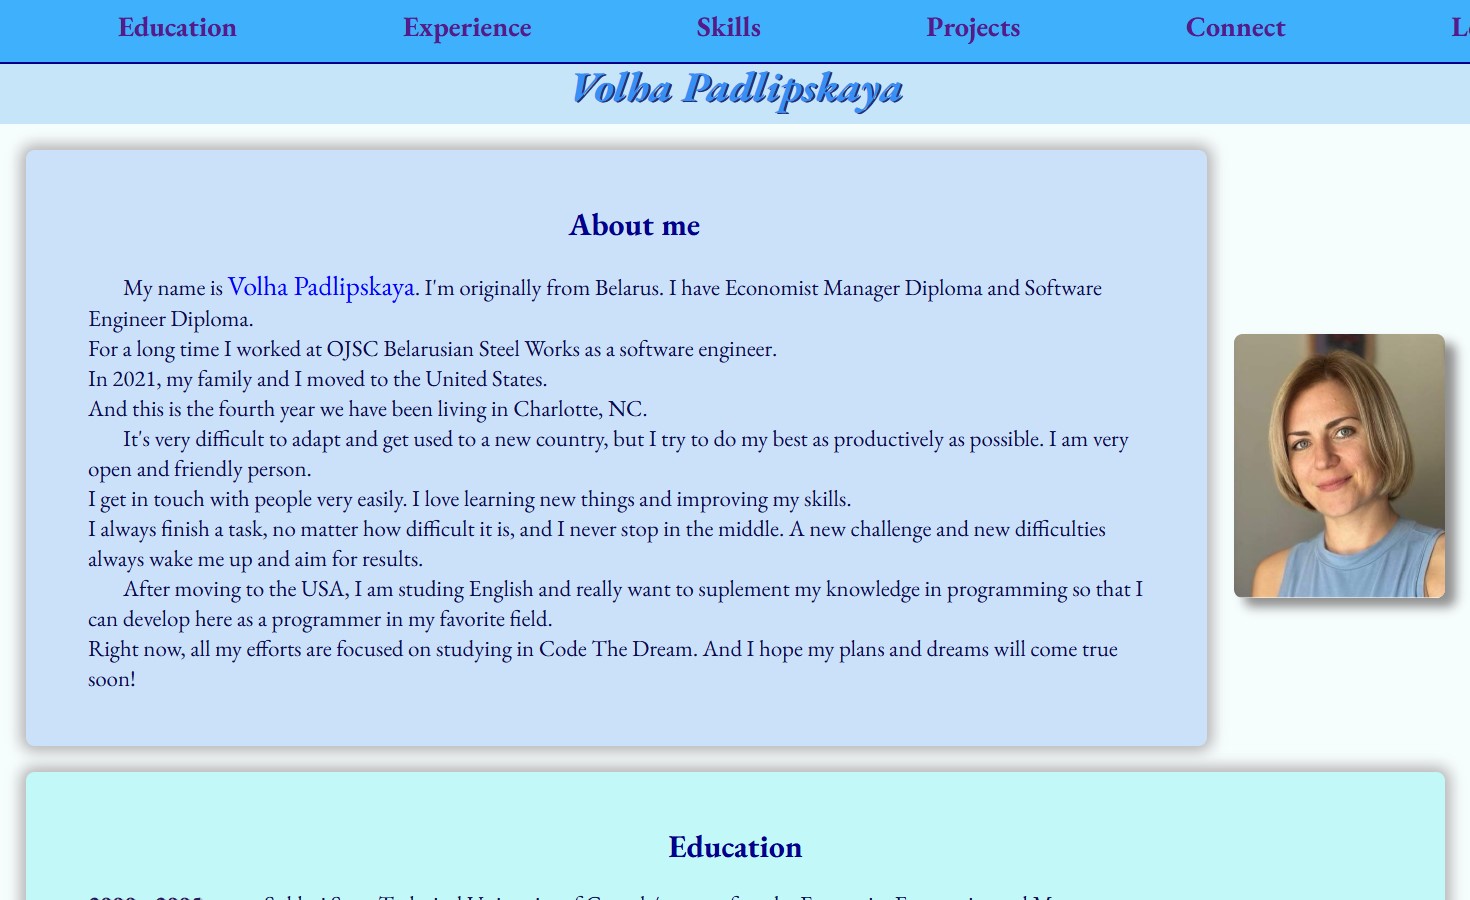 Education Experience Skills Projects Connect
Volha Padlipskaya
About me
My name is Volha Padlipskaya. I'm originally from Belarus. I have Economist Manager Diploma and Software
Engineer Diploma.
For a long time I worked at OJSC Belarusian Steel Works as a software engineer.
In 2021, my family and I moved to the United States.
And this is the fourth year we have been living in Charlotte, NC.
It's very difficult to adapt and get used to a new country, but I try to do my best as productively as possible. I am very
open and friendly person.
I get in touch with people very easily. I love learning new things and improving my skills.
I always finish a task, no matter how difficult it is, and I never stop in the middle. A new challenge and new difficulties
always wake me up and aim for results.
After moving to the USA, I am studing English and really want to suplement my knowledge in programming so that I
can develop here as a programmer in my favorite field.
Right now, all my efforts are focused on studying in Code The Dream. And I hope my plans and dreams will come true
soon!
Education